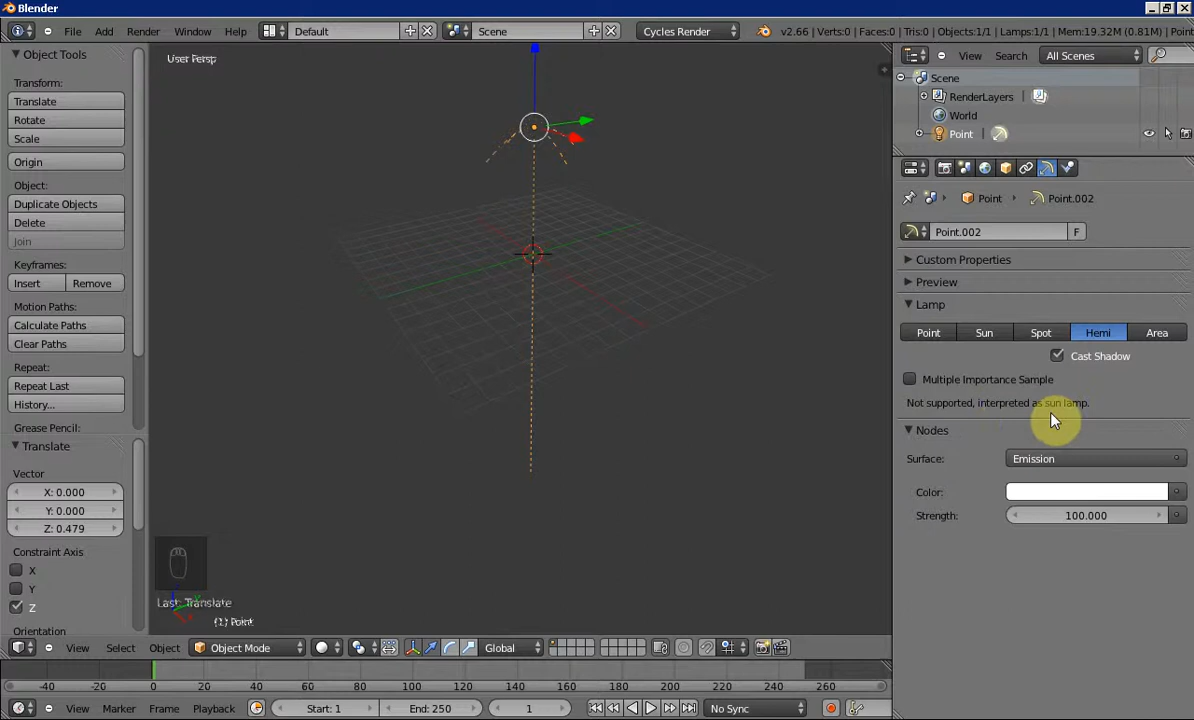 Blender
File Add Render Window Help Default Scene Cycles Render v2.66 | Verts:0 | Faces:0 | Tris:0 | Objects:1/1 | Lamps:1/1 | Mem:19.32M (0.81M) | Point
Object Tools
Transform:
Translate
Rotate
Scale
Origin
Object:
Duplicate Objects
Delete
Join
Keyframes:
Insert Remove
Motion Paths:
Calculate Paths
Clear Paths
Repeat:
Repeat Last
History...
Grease Pencil:
Translate
Vector
X: 0.000
Y: 0.000
Z: 0.479
Constraint Axis
X
Y
Z
Orientation
User Persp
Last: Translate
(1) Point
View Select Object Object Mode Global
-40 -20 0 20 40 60 80 100 120 140 160 180 200 220 240 260
View Marker Frame Playback Start: 1 End: 250 1 No Sync
View Search All Scenes
Scene
RenderLayers
World
Point
Point Point.002
Point.002 F
Custom Properties
Preview
Lamp
Point Sun Spot Hemi Area
Cast Shadow
Multiple Importance Sample
Not supported, interpreted as sun lamp.
Nodes
Surface: Emission
Color:
Strength: 100.000